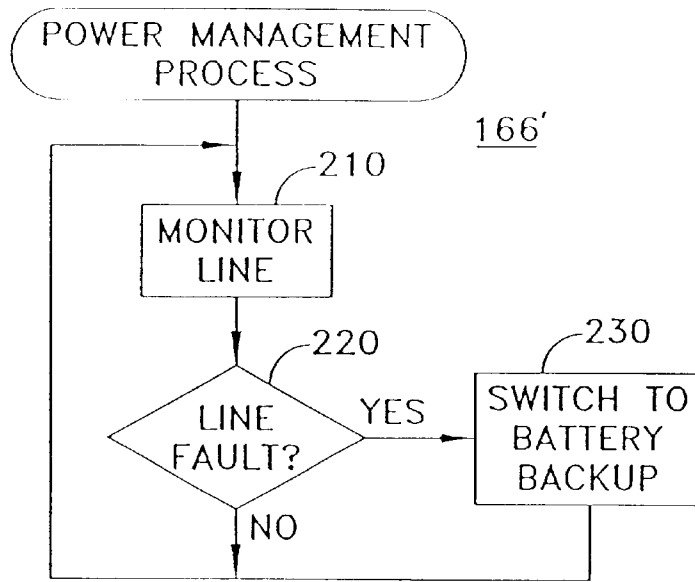 POWER MANAGEMENT
PROCESS
166'
210
MONITOR
LINE
220
LINE
FAULT?
YES
230
SWITCH TO
BATTERY
BACKUP
NO